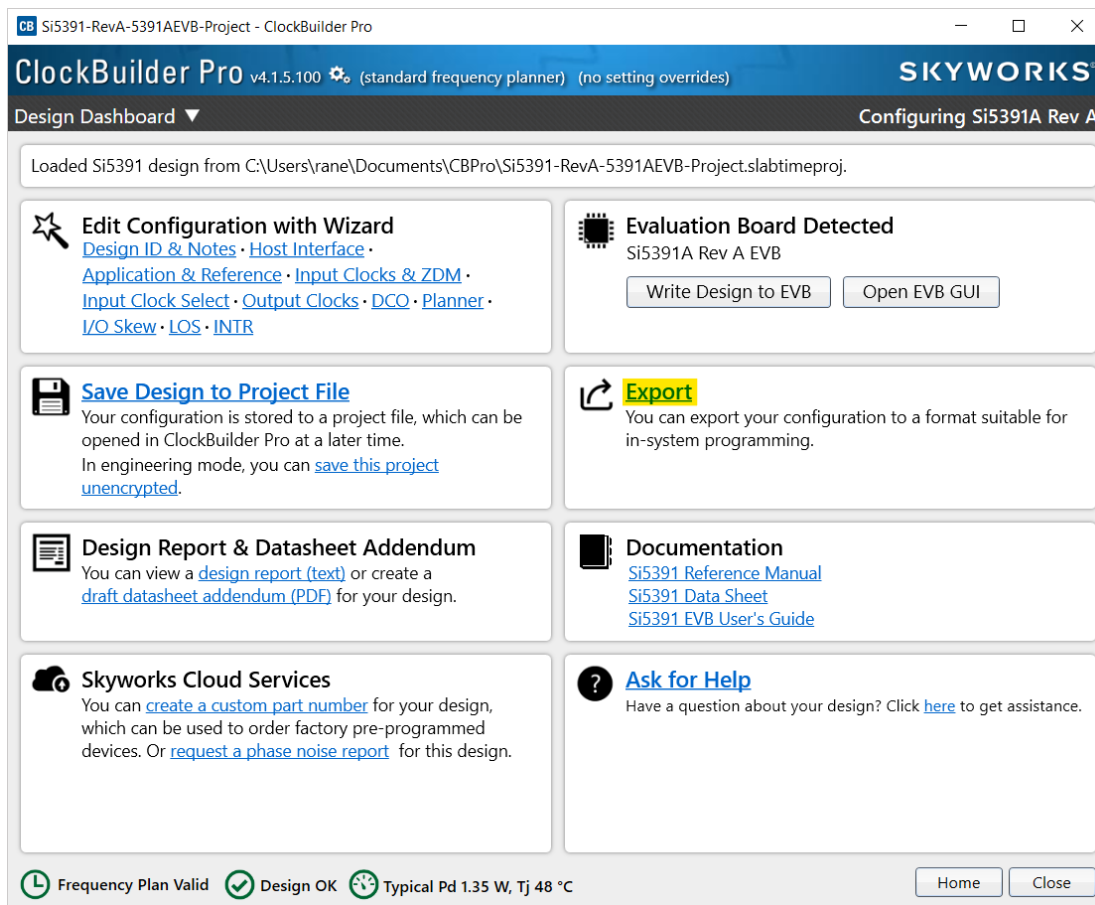 CB Si5391-RevA-5391AEVB-Project - ClockBuilder Pro
ClockBuilder Pro v4.1.5.100 (standard frequency planner) (no setting overrides)
SKYWORKS®
Design Dashboard ▼
Configuring Si5391A Rev A
Loaded Si5391 design from C:\Users\rane\Documents\CBPro\Si5391-RevA-5391AEVB-Project.slabtimeproj.
Edit Configuration with Wizard
Design ID & Notes · Host Interface ·
Application & Reference · Input Clocks & ZDM ·
Input Clock Select · Output Clocks · DCO · Planner ·
I/O Skew · LOS · INTR
Evaluation Board Detected
Si5391A Rev A EVB
Write Design to EVB
Open EVB GUI
Save Design to Project File
Your configuration is stored to a project file, which can be
opened in ClockBuilder Pro at a later time.
In engineering mode, you can save this project
unencrypted.
Export
You can export your configuration to a format suitable for
in-system programming.
Design Report & Datasheet Addendum
You can view a design report (text) or create a
draft datasheet addendum (PDF) for your design.
Documentation
Si5391 Reference Manual
Si5391 Data Sheet
Si5391 EVB User's Guide
Skyworks Cloud Services
You can create a custom part number for your design,
which can be used to order factory pre-programmed
devices. Or request a phase noise report for this design.
Ask for Help
Have a question about your design? Click here to get assistance.
Frequency Plan Valid
Design OK
Typical Pd 1.35 W, Tj 48 °C
Home
Close